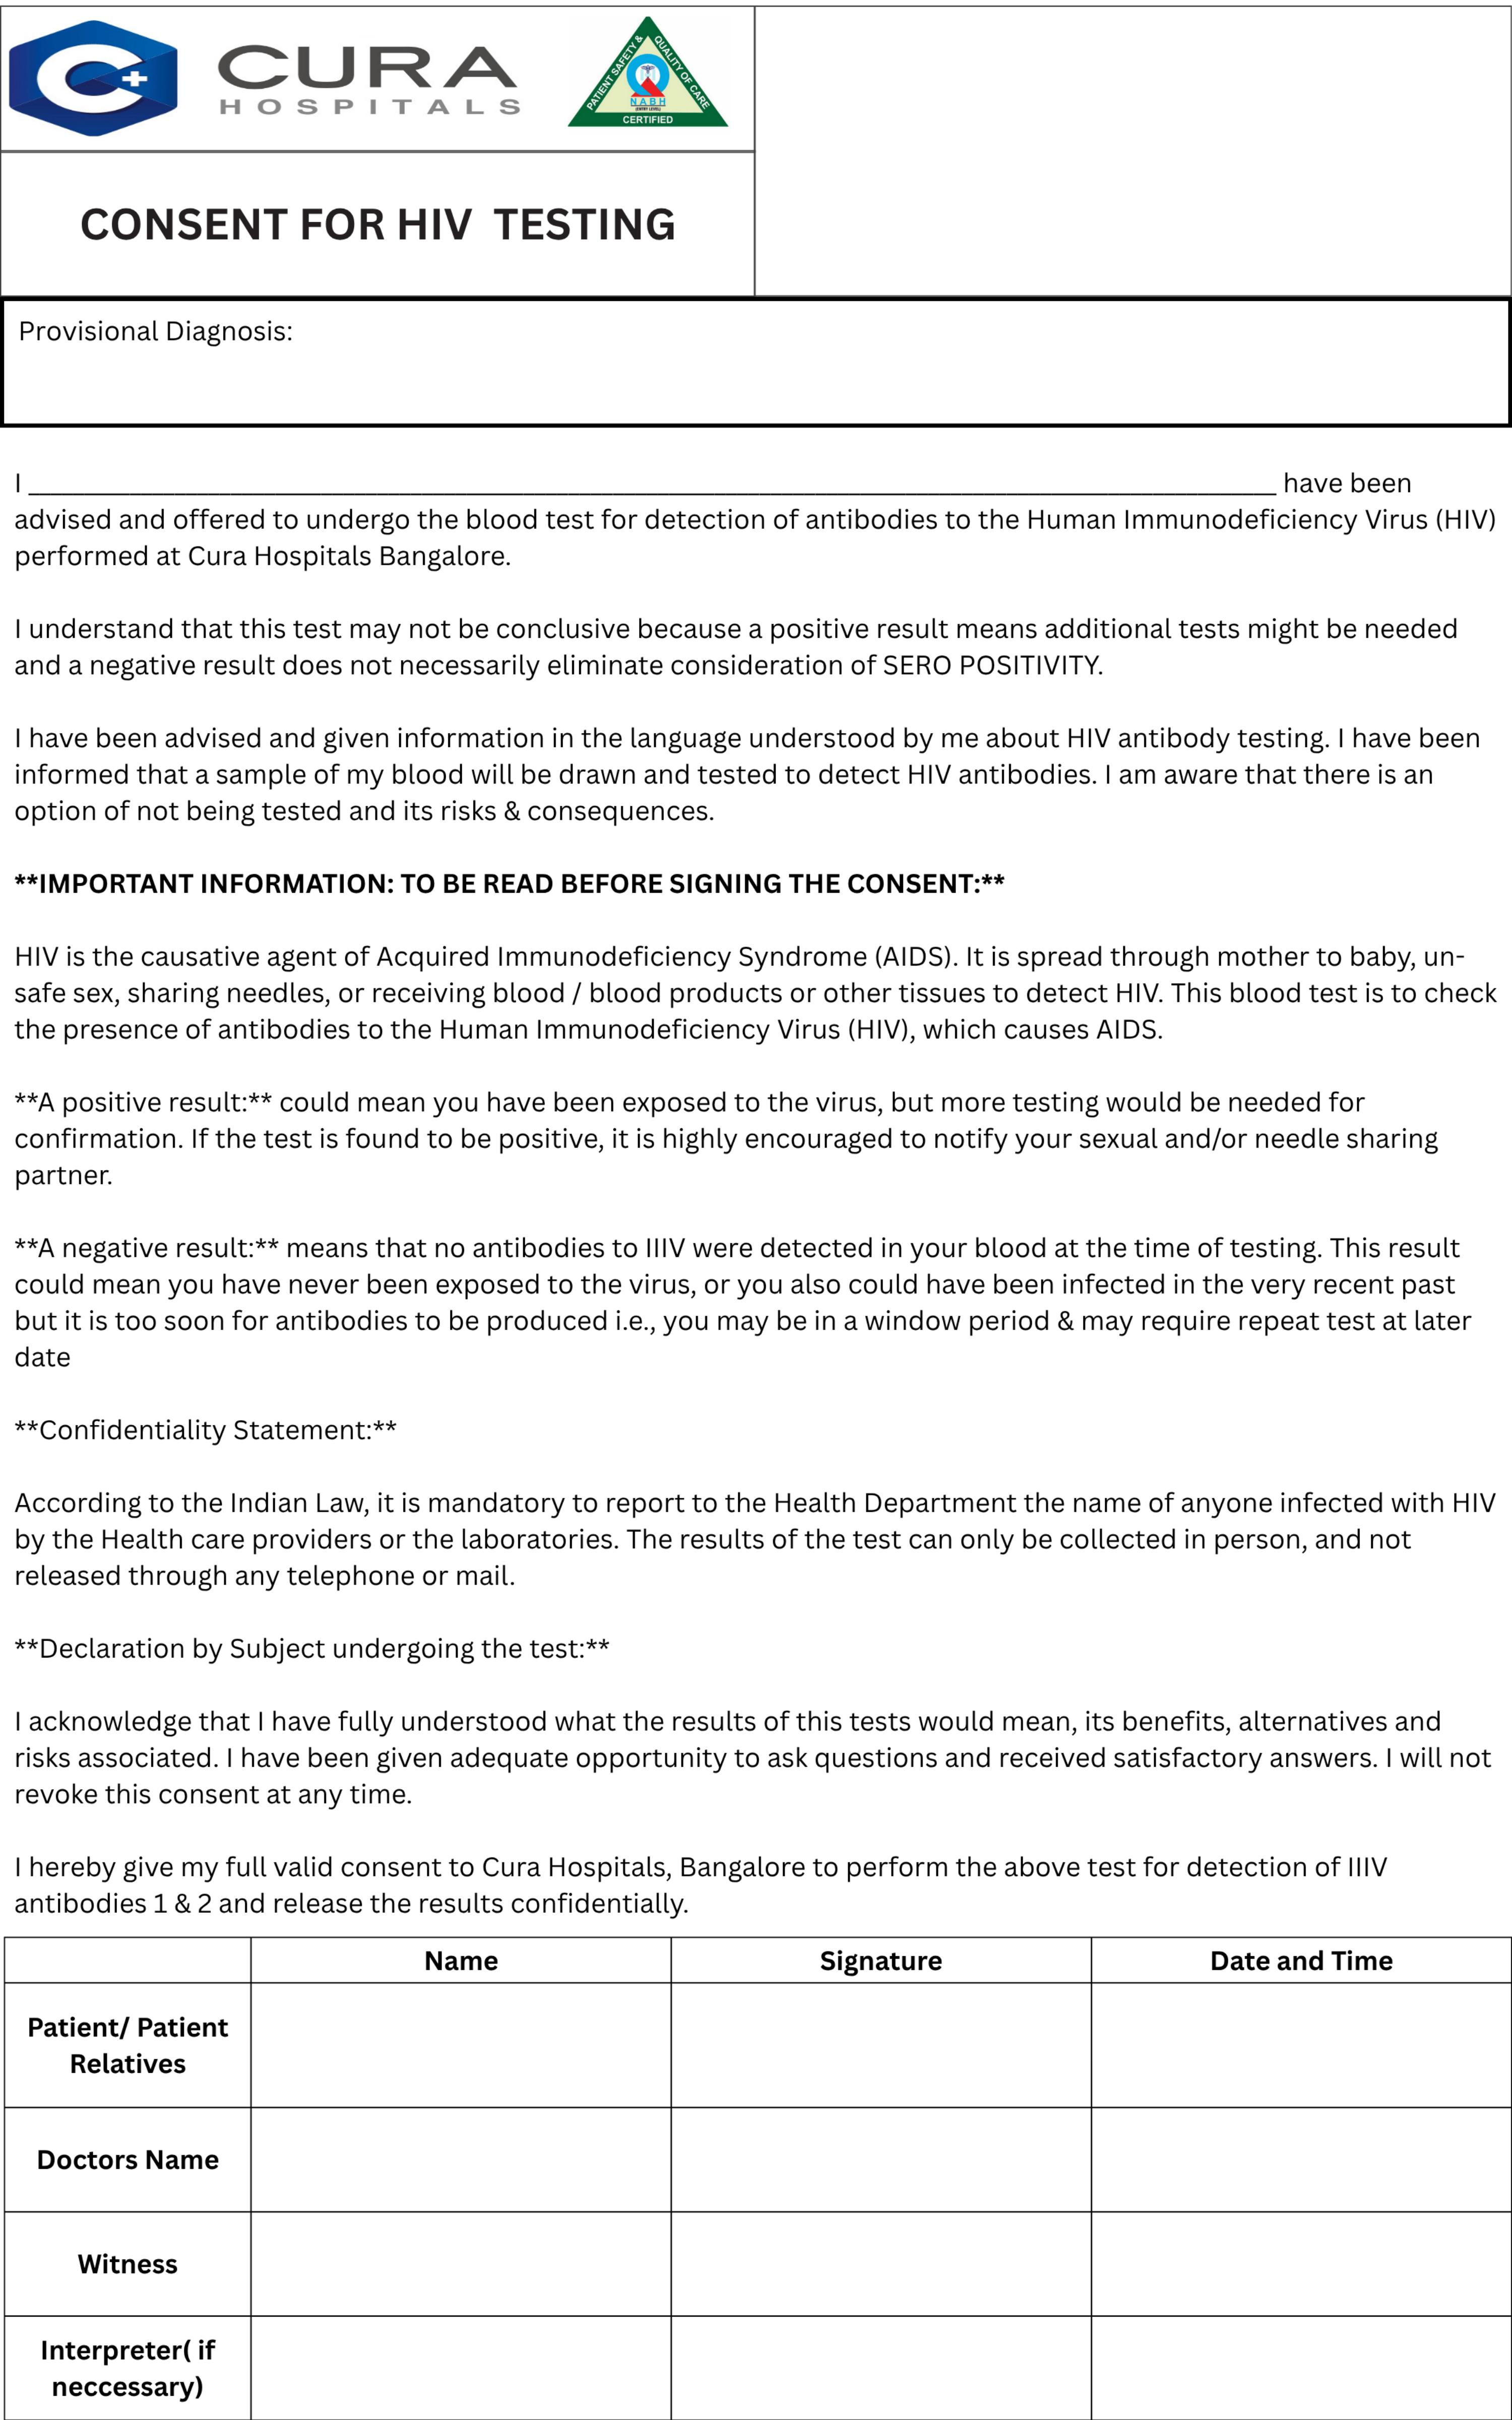 CURA
HOSPITALS
PATIENT SAFETY & QUALITY OF CARE
NABH
(ENTRY LEVEL)
CERTIFIED
CONSENT FOR HIV TESTING
Provisional Diagnosis:
I ______________________________ have been
advised and offered to undergo the blood test for detection of antibodies to the Human Immunodeficiency Virus (HIV)
performed at Cura Hospitals Bangalore.
I understand that this test may not be conclusive because a positive result means additional tests might be needed
and a negative result does not necessarily eliminate consideration of SERO POSITIVITY.
I have been advised and given information in the language understood by me about HIV antibody testing. I have been
informed that a sample of my blood will be drawn and tested to detect HIV antibodies. I am aware that there is an
option of not being tested and its risks & consequences.
**IMPORTANT INFORMATION: TO BE READ BEFORE SIGNING THE CONSENT:**
HIV is the causative agent of Acquired Immunodeficiency Syndrome (AIDS). It is spread through mother to baby, un-
safe sex, sharing needles, or receiving blood / blood products or other tissues to detect HIV. This blood test is to check
the presence of antibodies to the Human Immunodeficiency Virus (HIV), which causes AIDS.
**A positive result:** could mean you have been exposed to the virus, but more testing would be needed for
confirmation. If the test is found to be positive, it is highly encouraged to notify your sexual and/or needle sharing
partner.
**A negative result:** means that no antibodies to IIIV were detected in your blood at the time of testing. This result
could mean you have never been exposed to the virus, or you also could have been infected in the very recent past
but it is too soon for antibodies to be produced i.e., you may be in a window period & may require repeat test at later
date
**Confidentiality Statement:**
According to the Indian Law, it is mandatory to report to the Health Department the name of anyone infected with HIV
by the Health care providers or the laboratories. The results of the test can only be collected in person, and not
released through any telephone or mail.
**Declaration by Subject undergoing the test:**
I acknowledge that I have fully understood what the results of this tests would mean, its benefits, alternatives and
risks associated. I have been given adequate opportunity to ask questions and received satisfactory answers. I will not
revoke this consent at any time.
I hereby give my full valid consent to Cura Hospitals, Bangalore to perform the above test for detection of IIIV
antibodies 1 & 2 and release the results confidentially.
Name Signature Date and Time
Patient/ Patient
Relatives
Doctors Name
Witness
Interpreter( if
neccessary)